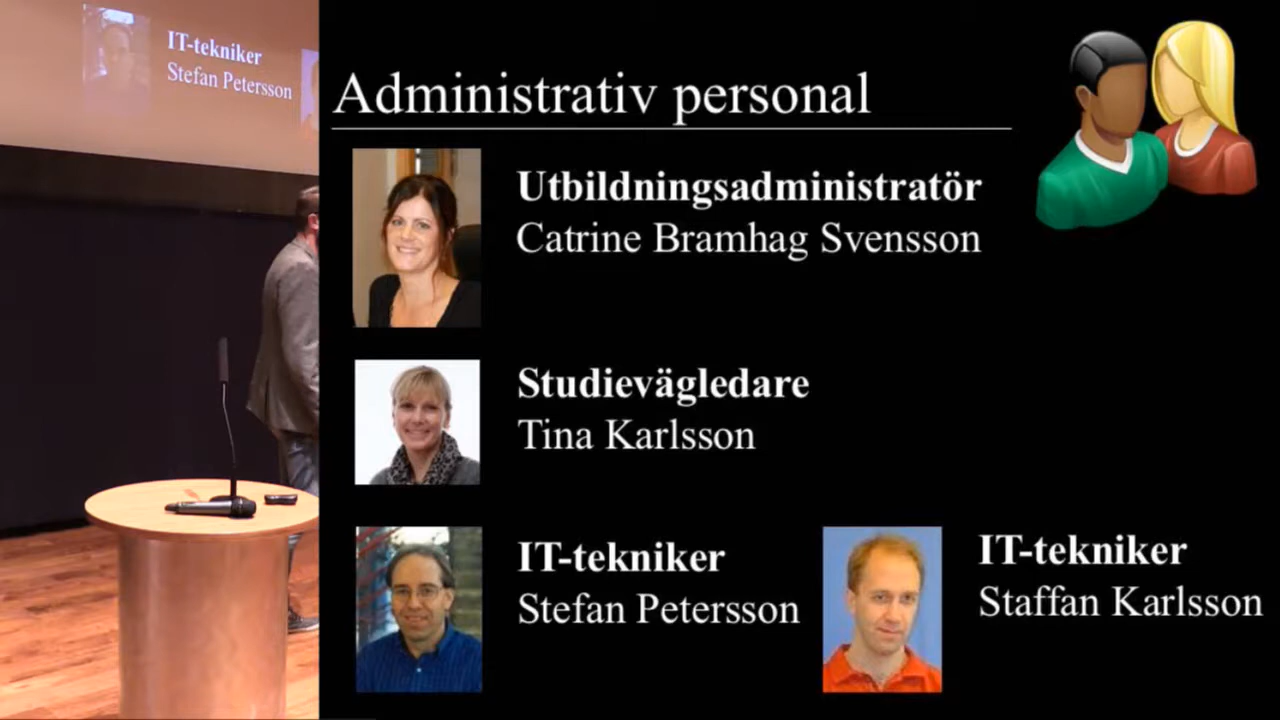 IT-tekniker
Stefan Petersson
Administrativ personal
Utbildningsadministratör
Catrine Bramhag Svensson
Studievägledare
Tina Karlsson
IT-tekniker
Stefan Petersson
IT-tekniker
Staffan Karlsson